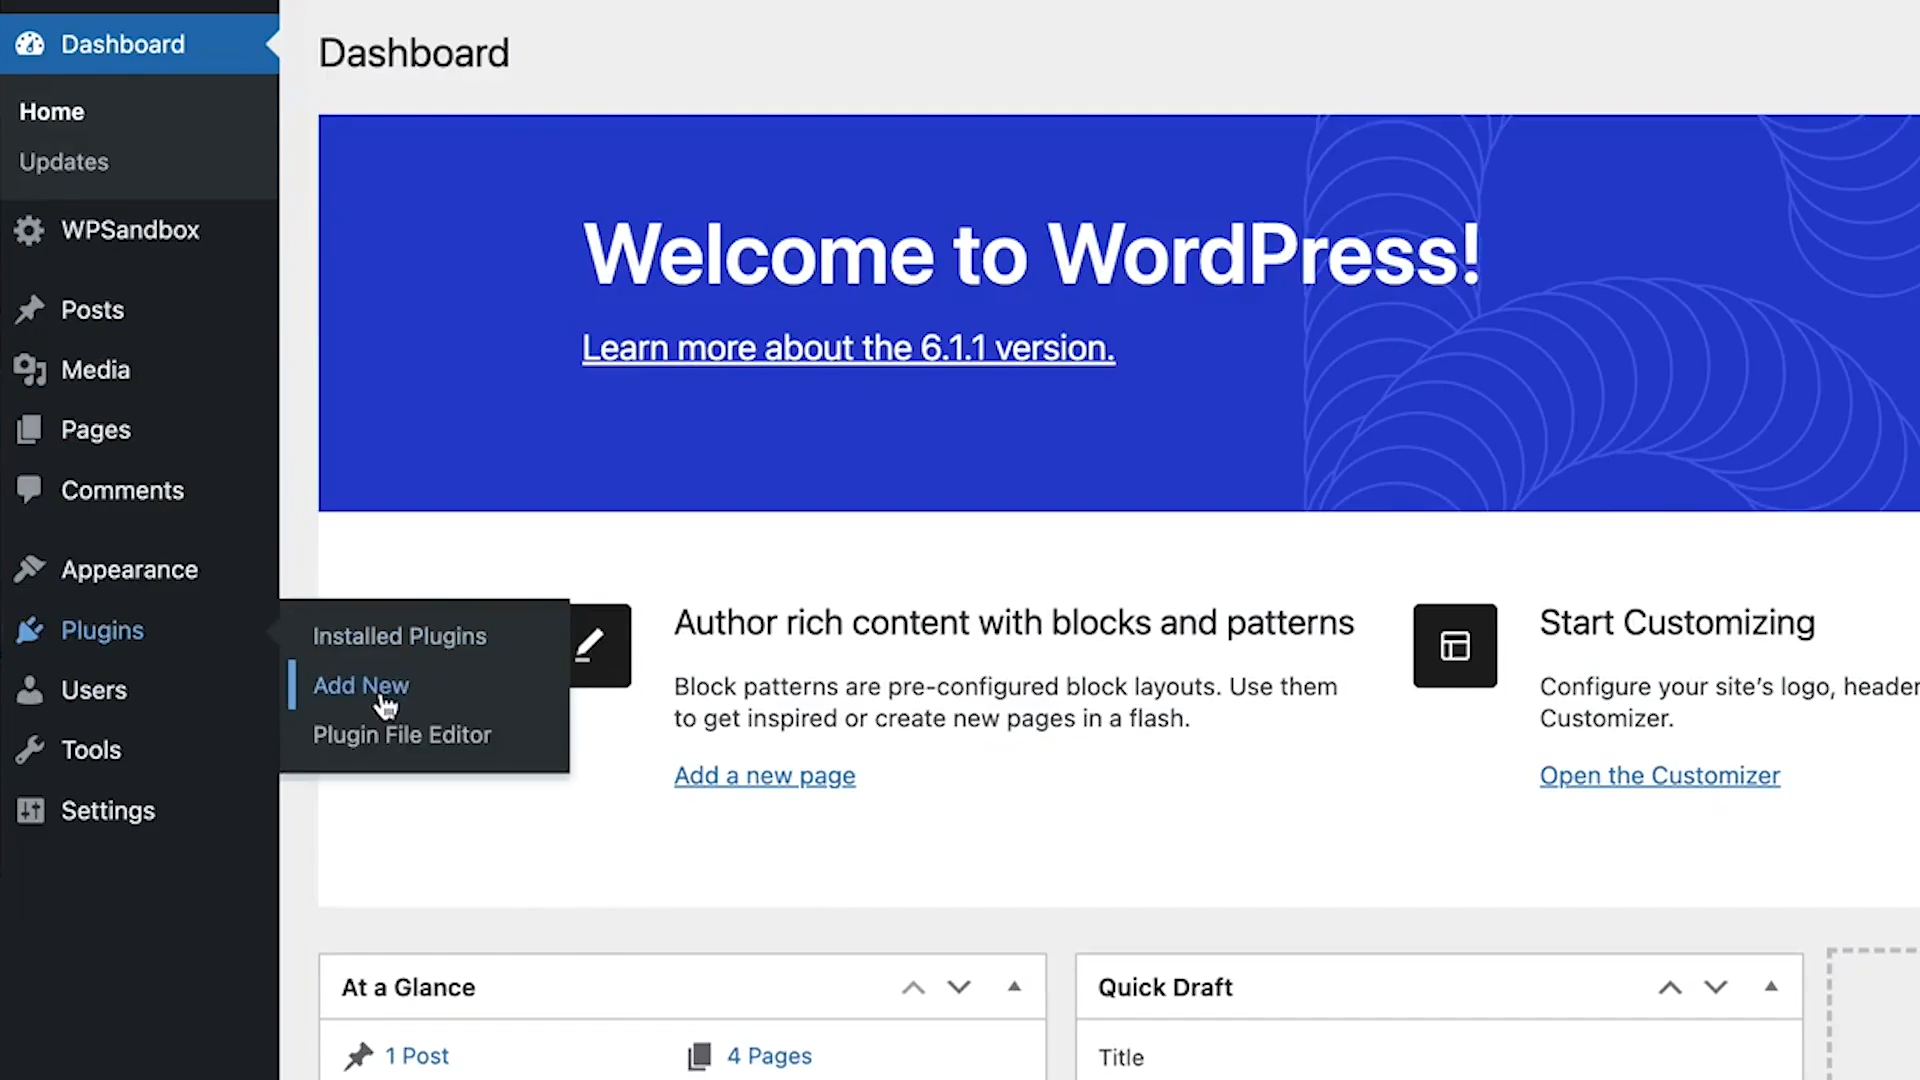 Dashboard
Home
Updates
WPSandbox
Posts
Media
Pages
Comments
Appearance
Plugins
Users
Tools
Settings
Installed Plugins
Add New
Plugin File Editor
Dashboard
Welcome to WordPress!
Learn more about the 6.1.1 version.
Author rich content with blocks and patterns
Block patterns are pre-configured block layouts. Use them
to get inspired or create new pages in a flash.
Add a new page
Start Customizing
Configure your site's logo, header
Customizer.
Open the Customizer
At a Glance
1 Post
4 Pages
Quick Draft
Title